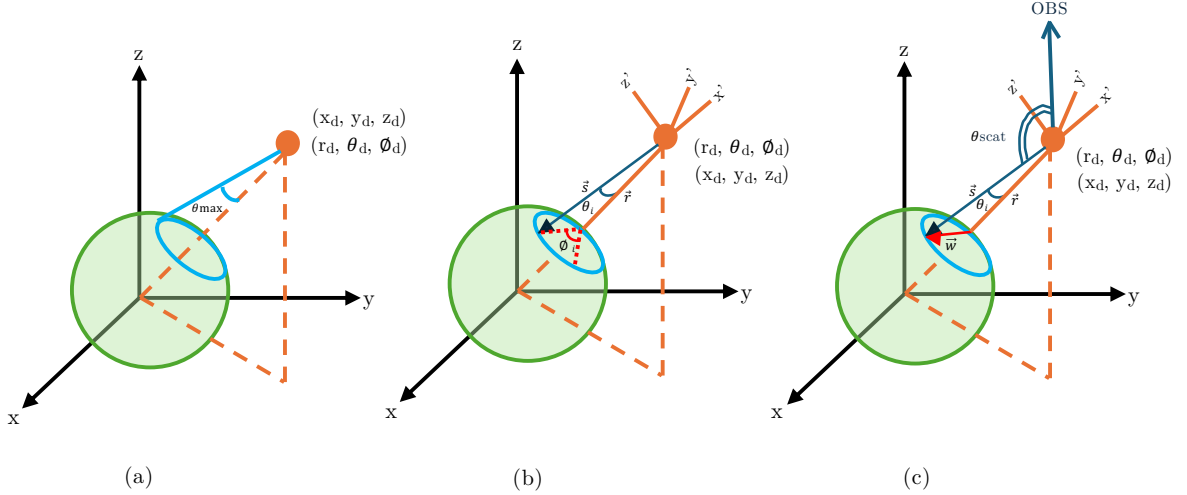 z
(x_d, y_d, z_d)
(r_d, θ_d, ∅_d)
θmax
y
x
(a)
z
z'
y'
x'
(r_d, θ_d, ∅_d)
(x_d, y_d, z_d)
s⃗
θ_i
r⃗
∅_i
y
x
(b)
OBS
z
z'
y'
x'
θscat
(r_d, θ_d, ∅_d)
(x_d, y_d, z_d)
s⃗
θ_i
r⃗
w⃗
y
x
(c)